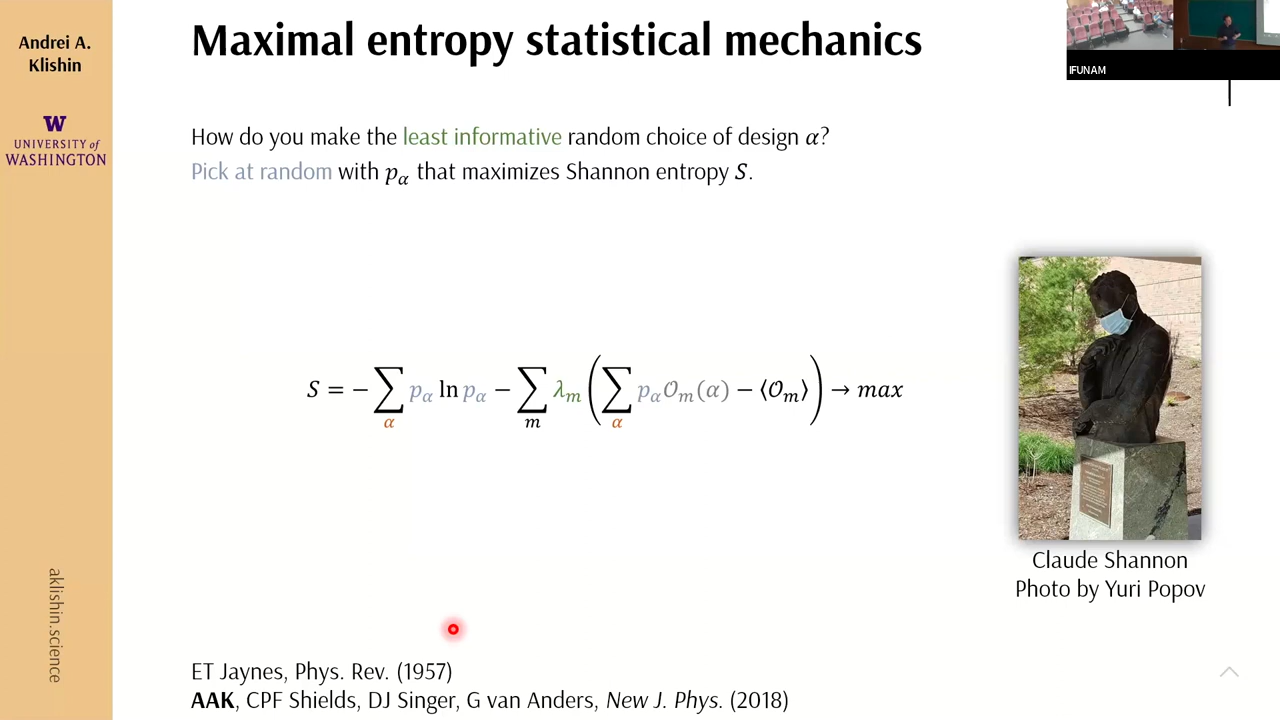 Andrei A.
Klishin
W
UNIVERSITY of
WASHINGTON
aklishin.science
Maximal entropy statistical mechanics
IFUNAM
How do you make the least informative random choice of design α?
Pick at random with pα that maximizes Shannon entropy S.
S = − ∑α pα ln pα − ∑m λm (∑α pα 𝒪m(α) − ⟨𝒪m⟩) → max
Claude Shannon
Photo by Yuri Popov
ET Jaynes, Phys. Rev. (1957)
AAK, CPF Shields, DJ Singer, G van Anders, New J. Phys. (2018)